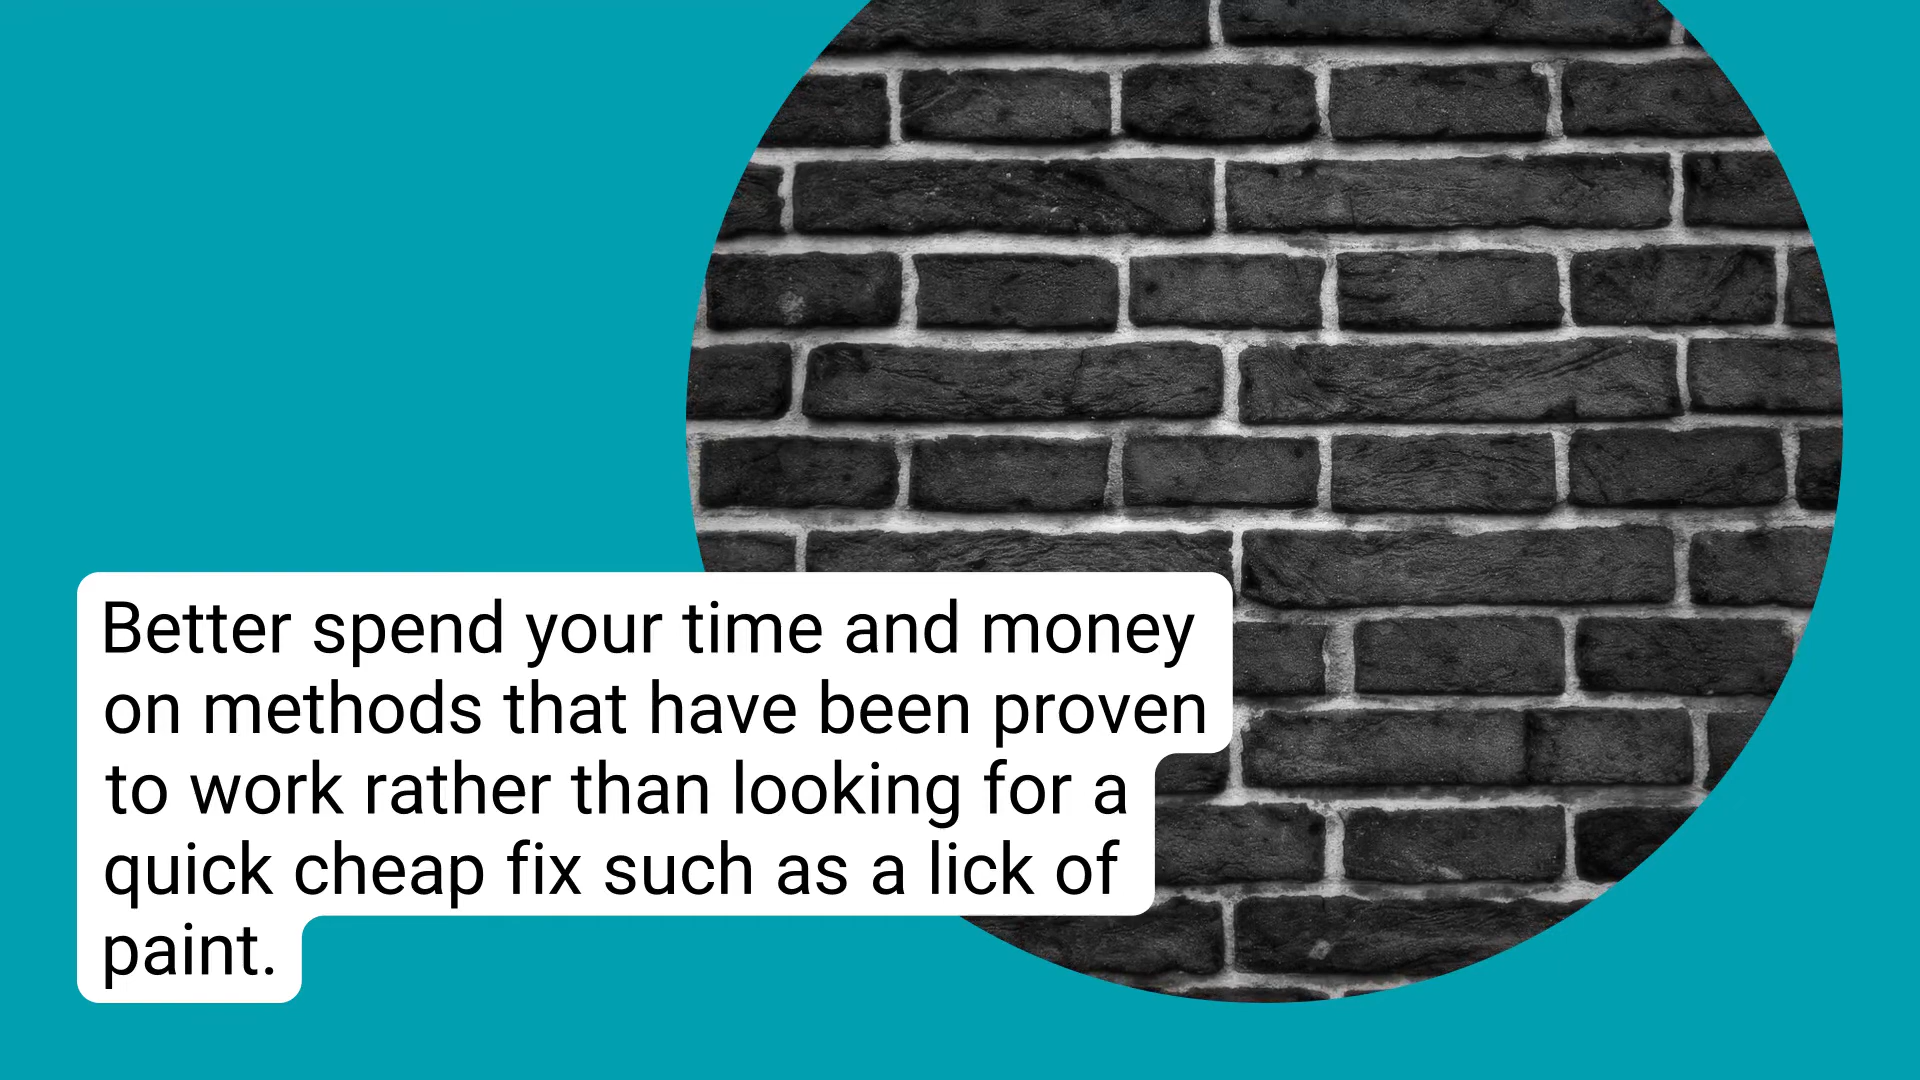 Better spend your time and money
on methods that have been proven
to work rather than looking for a
quick cheap fix such as a lick of
paint.